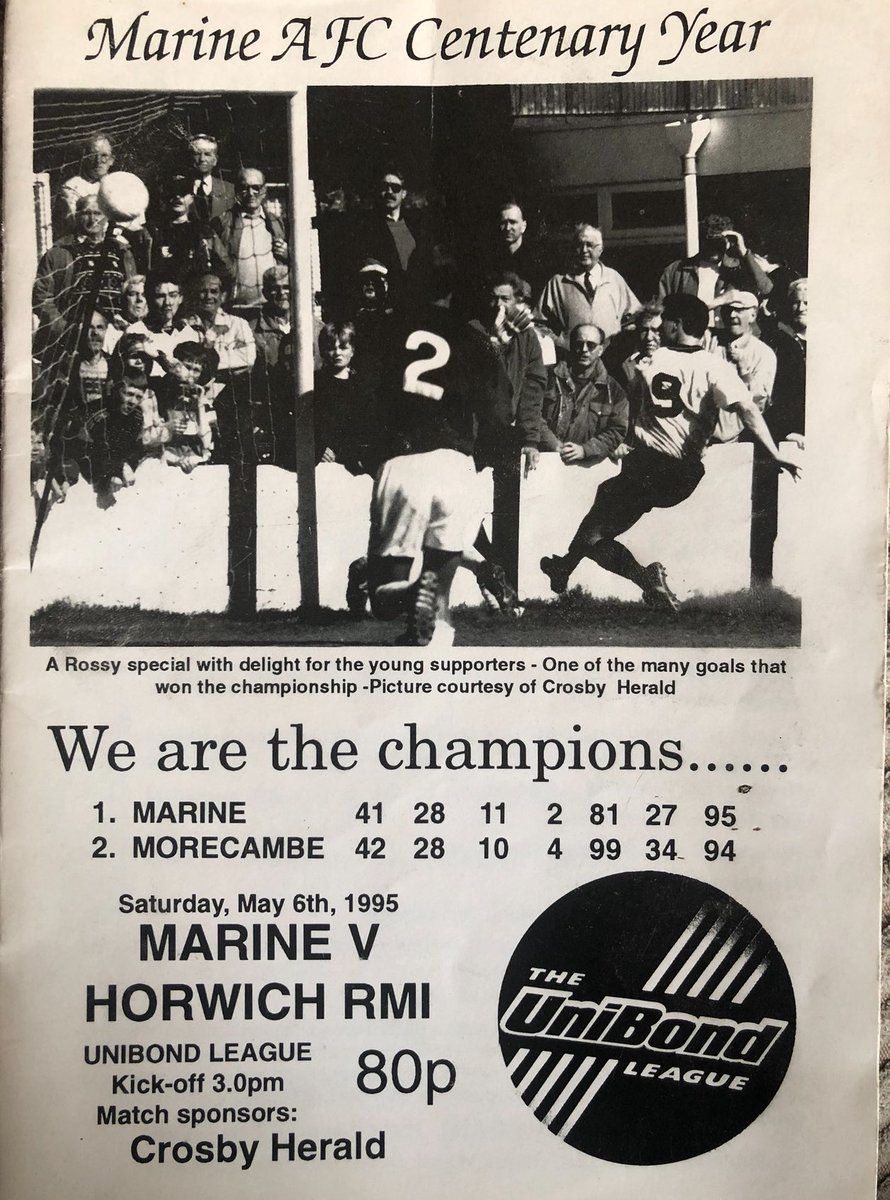 Marine AFC Centenary Year
2
9
A Rossy special with delight for the young supporters - One of the many goals that
won the championship -Picture courtesy of Crosby Herald
We are the champions......
1. MARINE 41 28 11 2 81 27 95
2. MORECAMBE 42 28 10 4 99 34 94
Saturday, May 6th, 1995
MARINE V
HORWICH RMI
UNIBOND LEAGUE
Kick-off 3.0pm
80p
Match sponsors:
Crosby Herald
THE
UniBond
LEAGUE